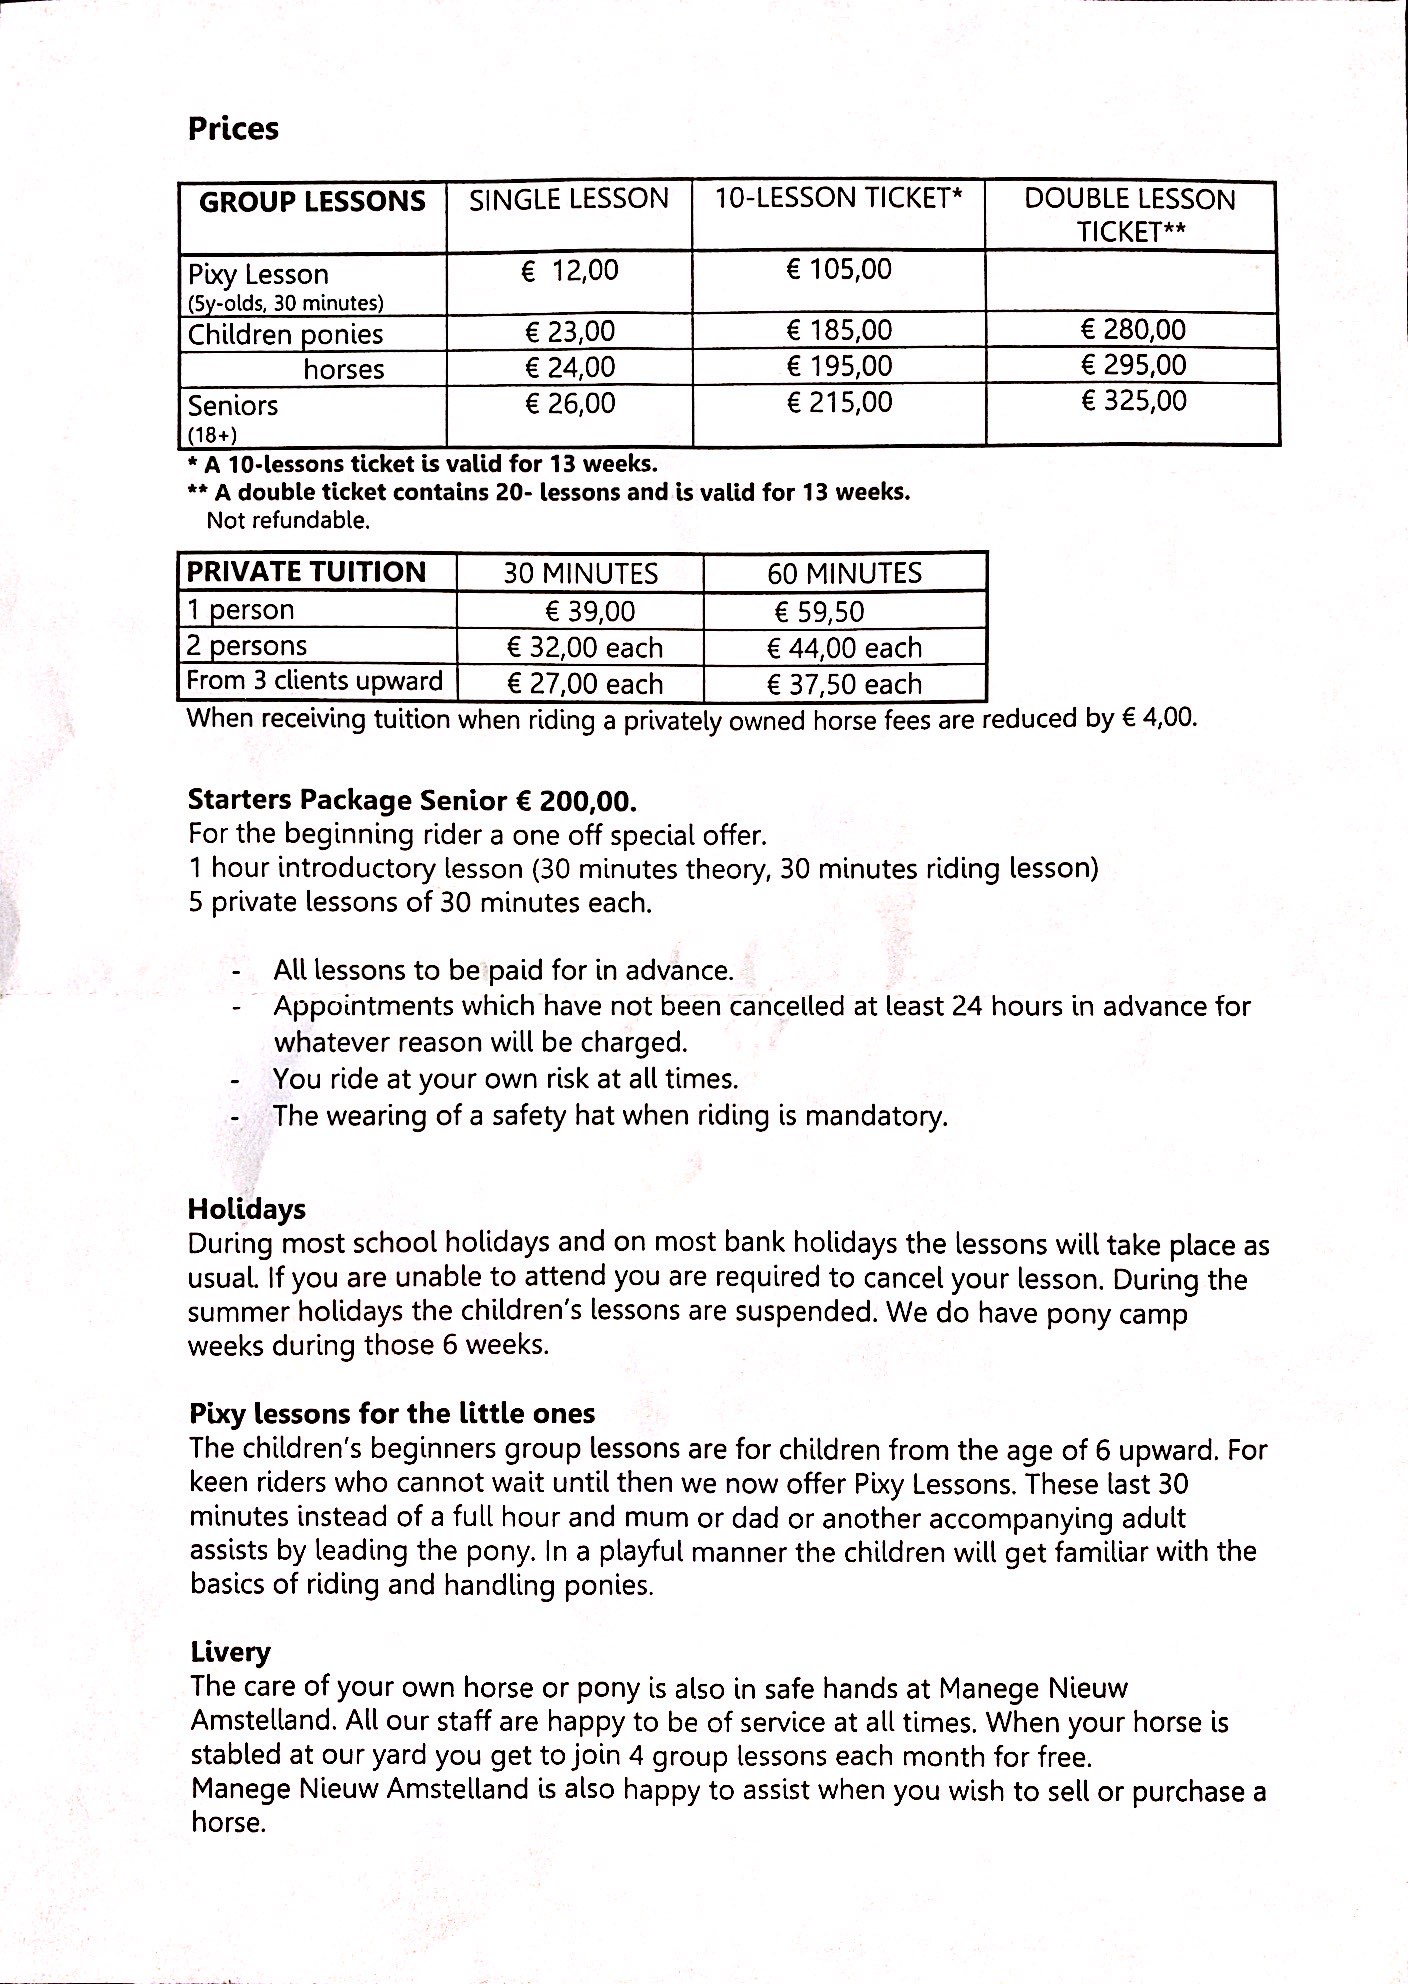 Prices
GROUP LESSONS SINGLE LESSON 10-LESSON TICKET* DOUBLE LESSON
TICKET**
Pixy Lesson € 12,00 € 105,00
(5y-olds, 30 minutes)
Children ponies € 23,00 € 185,00 € 280,00
horses € 24,00 € 195,00 € 295,00
Seniors € 26,00 € 215,00 € 325,00
(18+)
* A 10-lessons ticket is valid for 13 weeks.
** A double ticket contains 20- lessons and is valid for 13 weeks.
Not refundable.
PRIVATE TUITION 30 MINUTES 60 MINUTES
1 person € 39,00 € 59,50
2 persons € 32,00 each € 44,00 each
From 3 clients upward € 27,00 each € 37,50 each
When receiving tuition when riding a privately owned horse fees are reduced by € 4,00.
Starters Package Senior € 200,00.
For the beginning rider a one off special offer.
1 hour introductory lesson (30 minutes theory, 30 minutes riding lesson)
5 private lessons of 30 minutes each.
- All lessons to be paid for in advance.
- Appointments which have not been cancelled at least 24 hours in advance for
whatever reason will be charged.
- You ride at your own risk at all times.
- The wearing of a safety hat when riding is mandatory.
Holidays
During most school holidays and on most bank holidays the lessons will take place as
usual. If you are unable to attend you are required to cancel your lesson. During the
summer holidays the children's lessons are suspended. We do have pony camp
weeks during those 6 weeks.
Pixy lessons for the little ones
The children's beginners group lessons are for children from the age of 6 upward. For
keen riders who cannot wait until then we now offer Pixy Lessons. These last 30
minutes instead of a full hour and mum or dad or another accompanying adult
assists by leading the pony. In a playful manner the children will get familiar with the
basics of riding and handling ponies.
Livery
The care of your own horse or pony is also in safe hands at Manege Nieuw
Amstelland. All our staff are happy to be of service at all times. When your horse is
stabled at our yard you get to join 4 group lessons each month for free.
Manege Nieuw Amstelland is also happy to assist when you wish to sell or purchase a
horse.